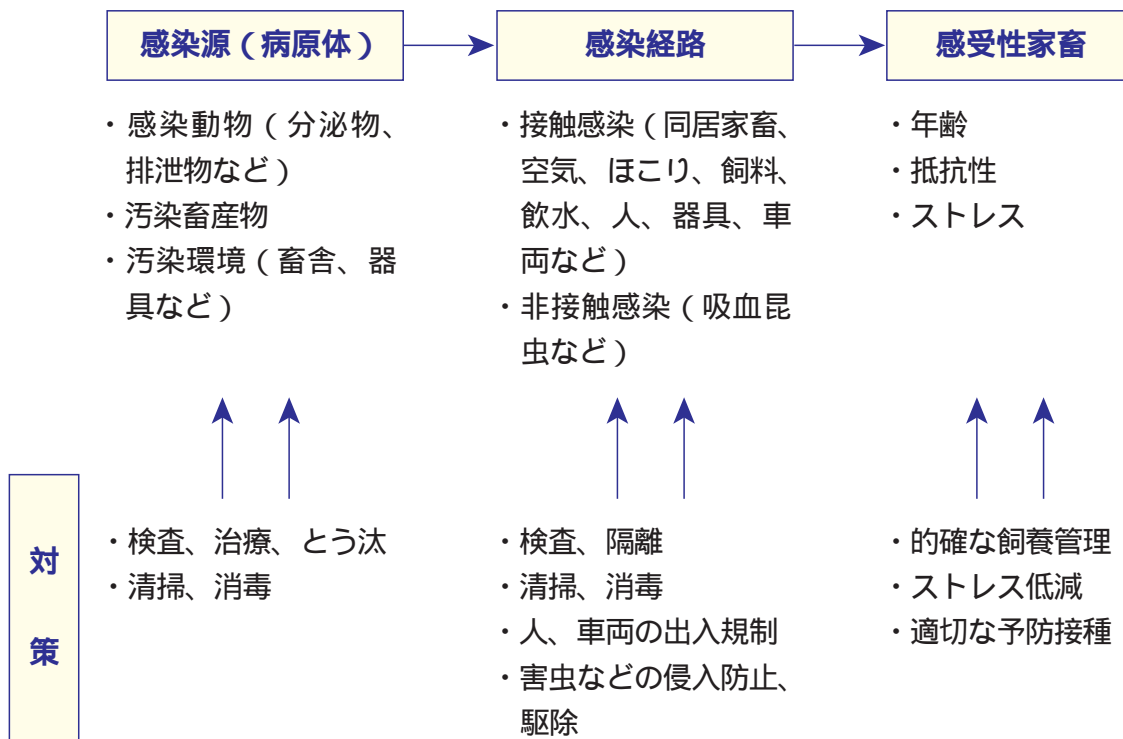 感染源(病原体)
感染経路
感受性家畜
・感染動物(分泌物、
排泄物など)
・汚染畜産物
・汚染環境(畜舎、器
具など)
・接触感染(同居家畜、
空気、ほこり、飼料、
飲水、人、器具、車
両など)
・非接触感染(吸血昆
虫など)
・年齢
・抵抗性
・ストレス
対
策
・検査、治療、とう汰
・清掃、消毒
・検査、隔離
・清掃、消毒
・人、車両の出入規制
・害虫などの侵入防止、
駆除
・的確な飼養管理
・ストレス低減
・適切な予防接種